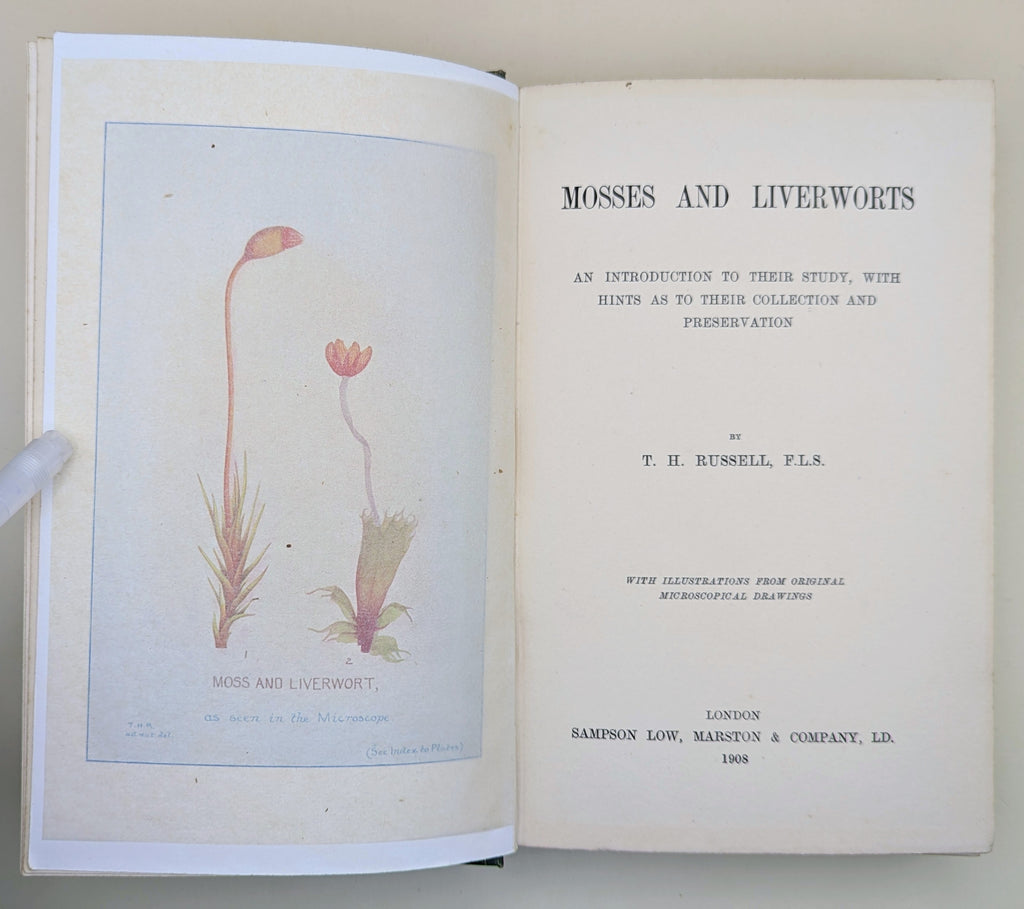 1
2
MOSS AND LIVERWORT,
as seen in the Microscope.
T.H.R.
(See Index to Plates)
MOSSES AND LIVERWORTS
AN INTRODUCTION TO THEIR STUDY, WITH
HINTS AS TO THEIR COLLECTION AND
PRESERVATION
BY
T. H. RUSSELL, F.L.S.
WITH ILLUSTRATIONS FROM ORIGINAL
MICROSCOPICAL DRAWINGS
LONDON
SAMPSON LOW, MARSTON & COMPANY, LD.
1908